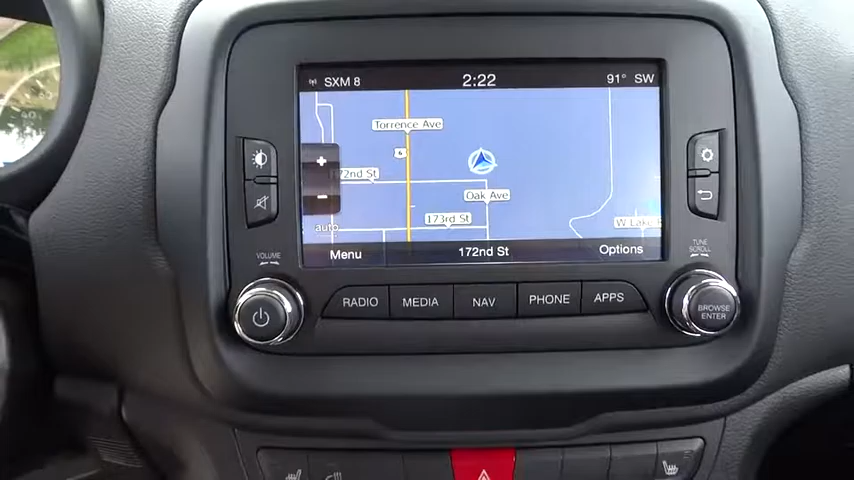 SXM 8 2:22 91° SW
Torrence Ave
6
172nd St
Oak Ave
173rd St
W Lake
auto
Menu 172nd St Options
VOLUME
TUNE
SCROLL
RADIO MEDIA NAV PHONE APPS
BROWSE
ENTER